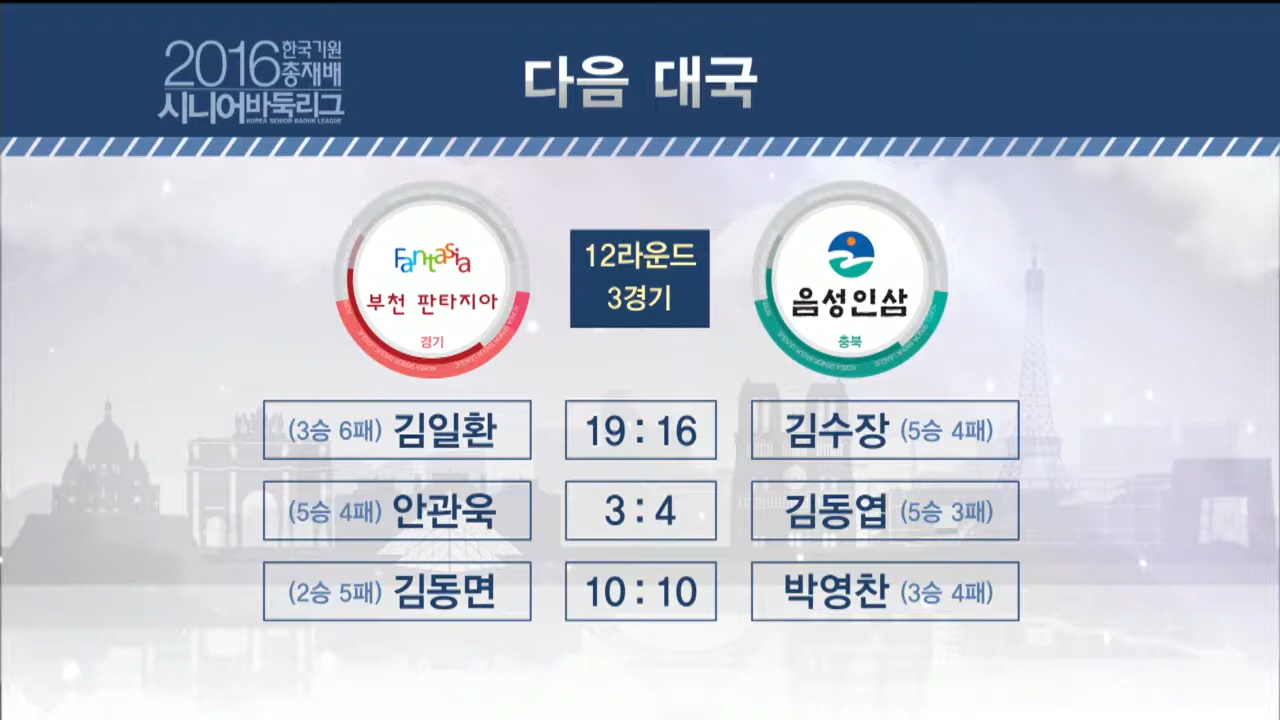 2016 한국기원
총재배
시니어바둑리그
KOREA SENIOR BADUK LEAGUE
다음 대국
Fantasia
부천 판타지아
경기
12라운드
3경기
음성인삼
충북
(3승 6패) 김일환 19 : 16 김수장 (5승 4패)
(5승 4패) 안관욱 3 : 4 김동엽 (5승 3패)
(2승 5패) 김동면 10 : 10 박영찬 (3승 4패)